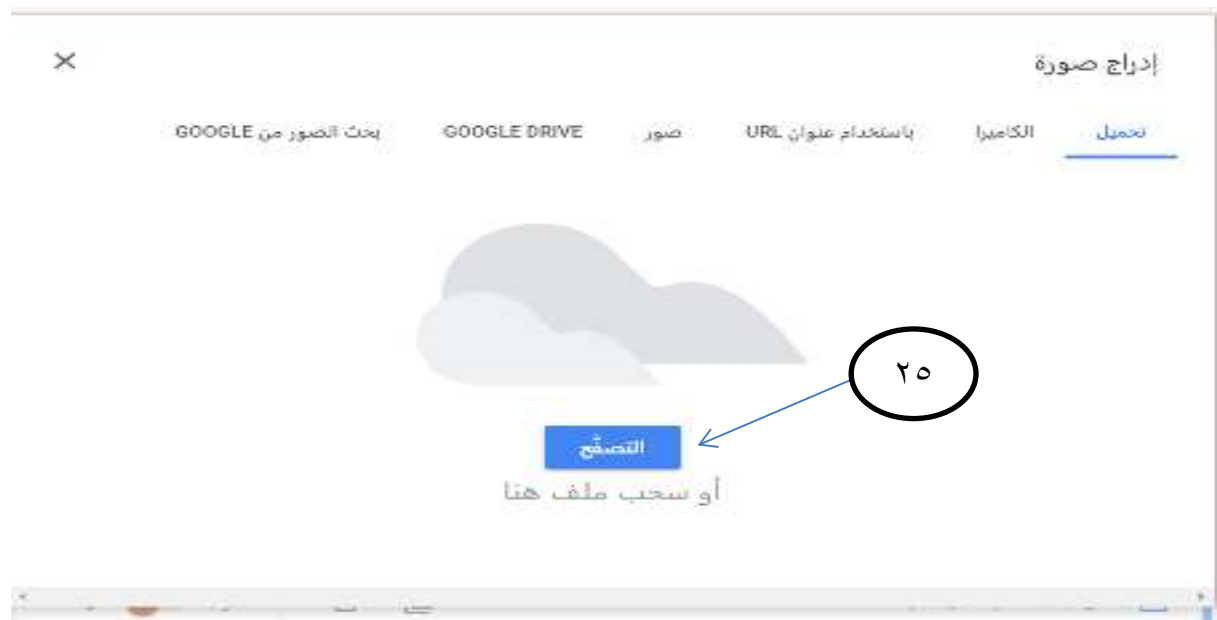 إدراج صورة
تحميل الكاميرا باستخدام عنوان URL صور GOOGLE DRIVE بحث الصور من GOOGLE
٢٥
التصفُّح
أو سحب ملف هنا